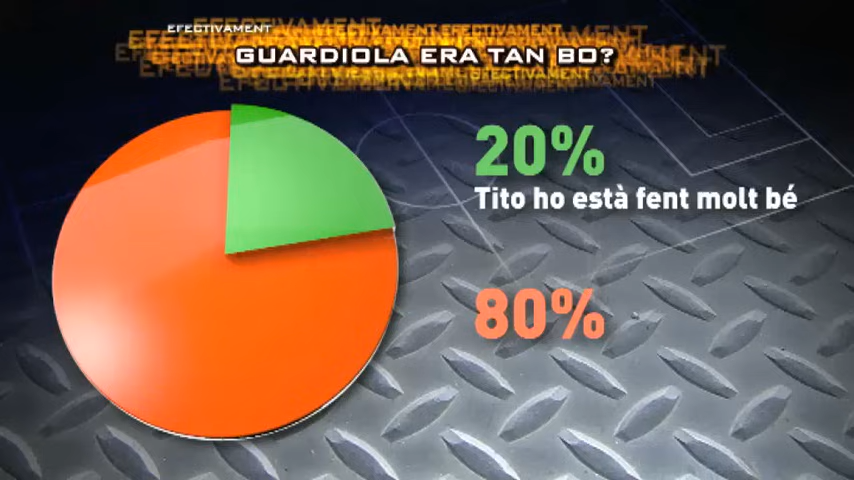 EFECTIVAMENT
GUARDIOLA ERA TAN BO?
20%
Tito ho està fent molt bé
80%